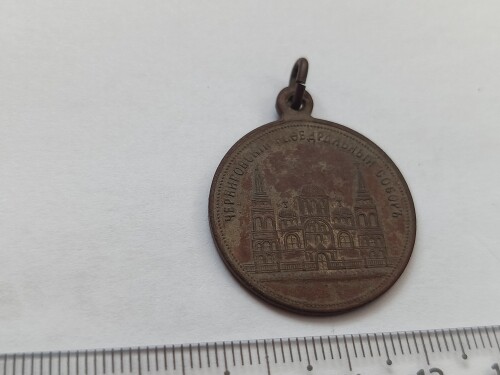 ЧЕРНИГОВСКІЙ КАѲЕДРАЛЬНЫЙ СОБОРЪ